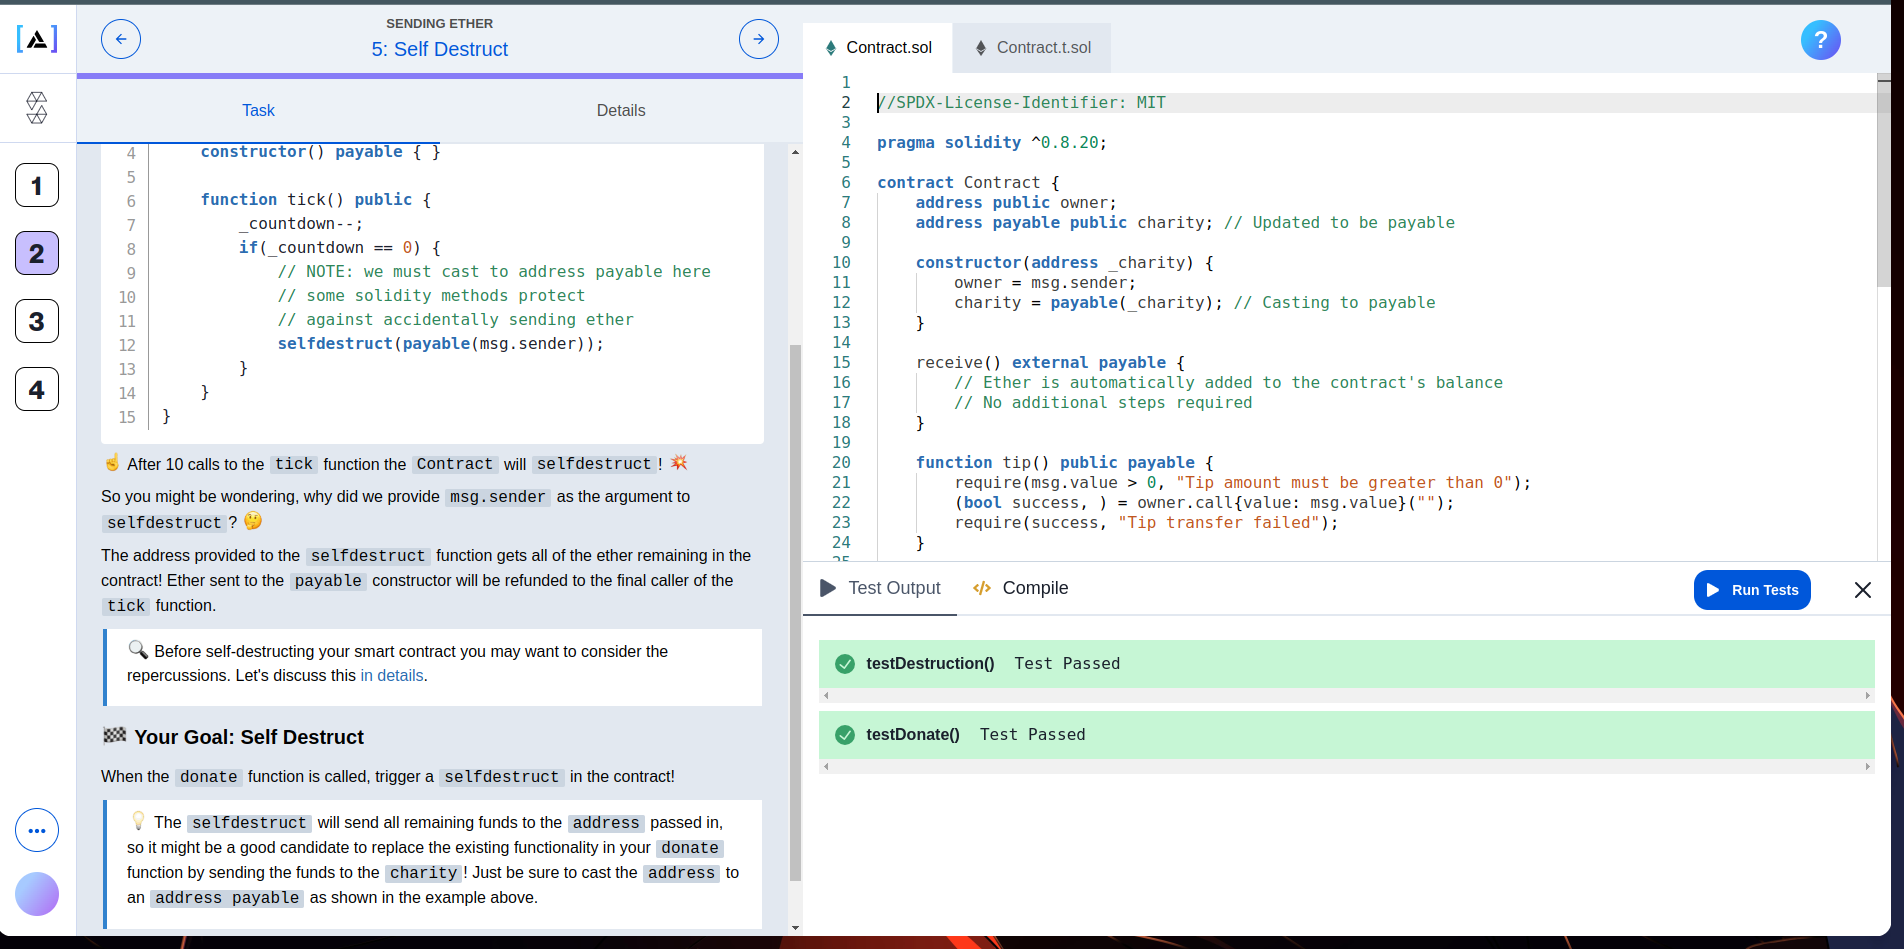 SENDING ETHER
5: Self Destruct
Task
Details
1
2
3
4
4 constructor() payable { }
5
6 function tick() public {
7 _countdown--;
8 if(_countdown == 0) {
9 // NOTE: we must cast to address payable here
10 // some solidity methods protect
11 // against accidentally sending ether
12 selfdestruct(payable(msg.sender));
13 }
14 }
15 }
☝️ After 10 calls to the tick function the Contract will selfdestruct! 💥
So you might be wondering, why did we provide msg.sender as the argument to
selfdestruct? 🤔
The address provided to the selfdestruct function gets all of the ether remaining in the
contract! Ether sent to the payable constructor will be refunded to the final caller of the
tick function.
🔍 Before self-destructing your smart contract you may want to consider the
repercussions. Let's discuss this in details.
🏁 Your Goal: Self Destruct
When the donate function is called, trigger a selfdestruct in the contract!
💡 The selfdestruct will send all remaining funds to the address passed in,
so it might be a good candidate to replace the existing functionality in your donate
function by sending the funds to the charity! Just be sure to cast the address to
an address payable as shown in the example above.
Contract.sol
Contract.t.sol
?
1
2 //SPDX-License-Identifier: MIT
3
4 pragma solidity ^0.8.20;
5
6 contract Contract {
7 address public owner;
8 address payable public charity; // Updated to be payable
9
10 constructor(address _charity) {
11 owner = msg.sender;
12 charity = payable(_charity); // Casting to payable
13 }
14
15 receive() external payable {
16 // Ether is automatically added to the contract's balance
17 // No additional steps required
18 }
19
20 function tip() public payable {
21 require(msg.value > 0, "Tip amount must be greater than 0");
22 (bool success, ) = owner.call{value: msg.value}("");
23 require(success, "Tip transfer failed");
24 }
25
Test Output
Compile
Run Tests
testDestruction() Test Passed
testDonate() Test Passed